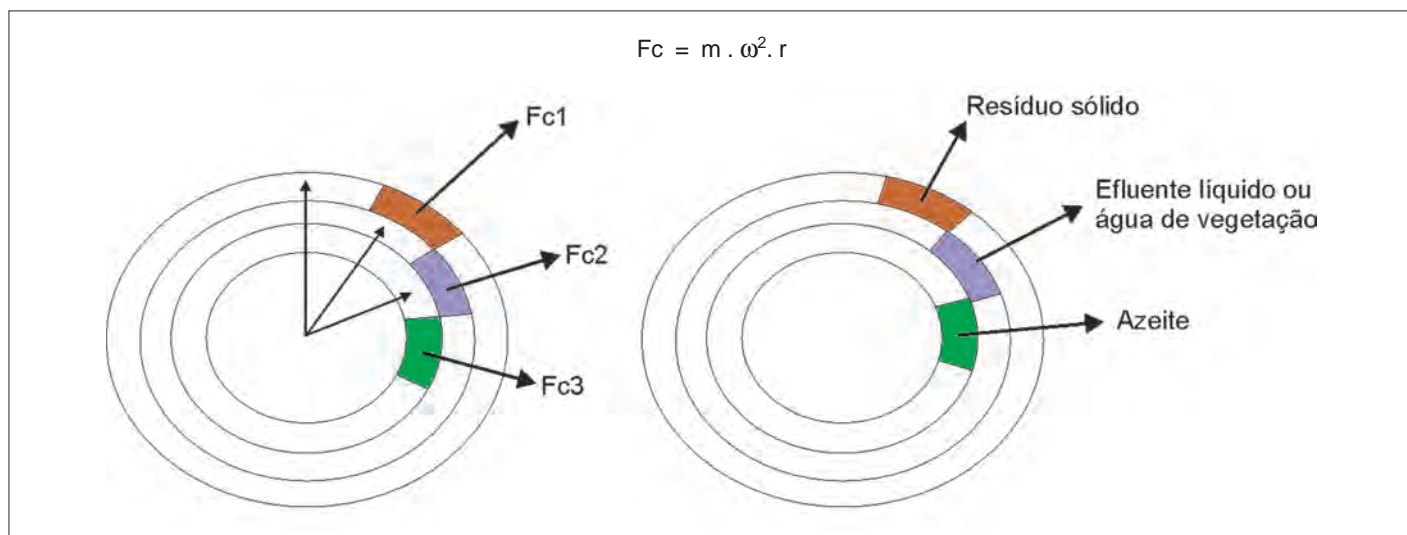 Fc = m . ω². r
Fc1
Fc2
Fc3
Resíduo sólido
Efluente líquido ou
água de vegetação
Azeite